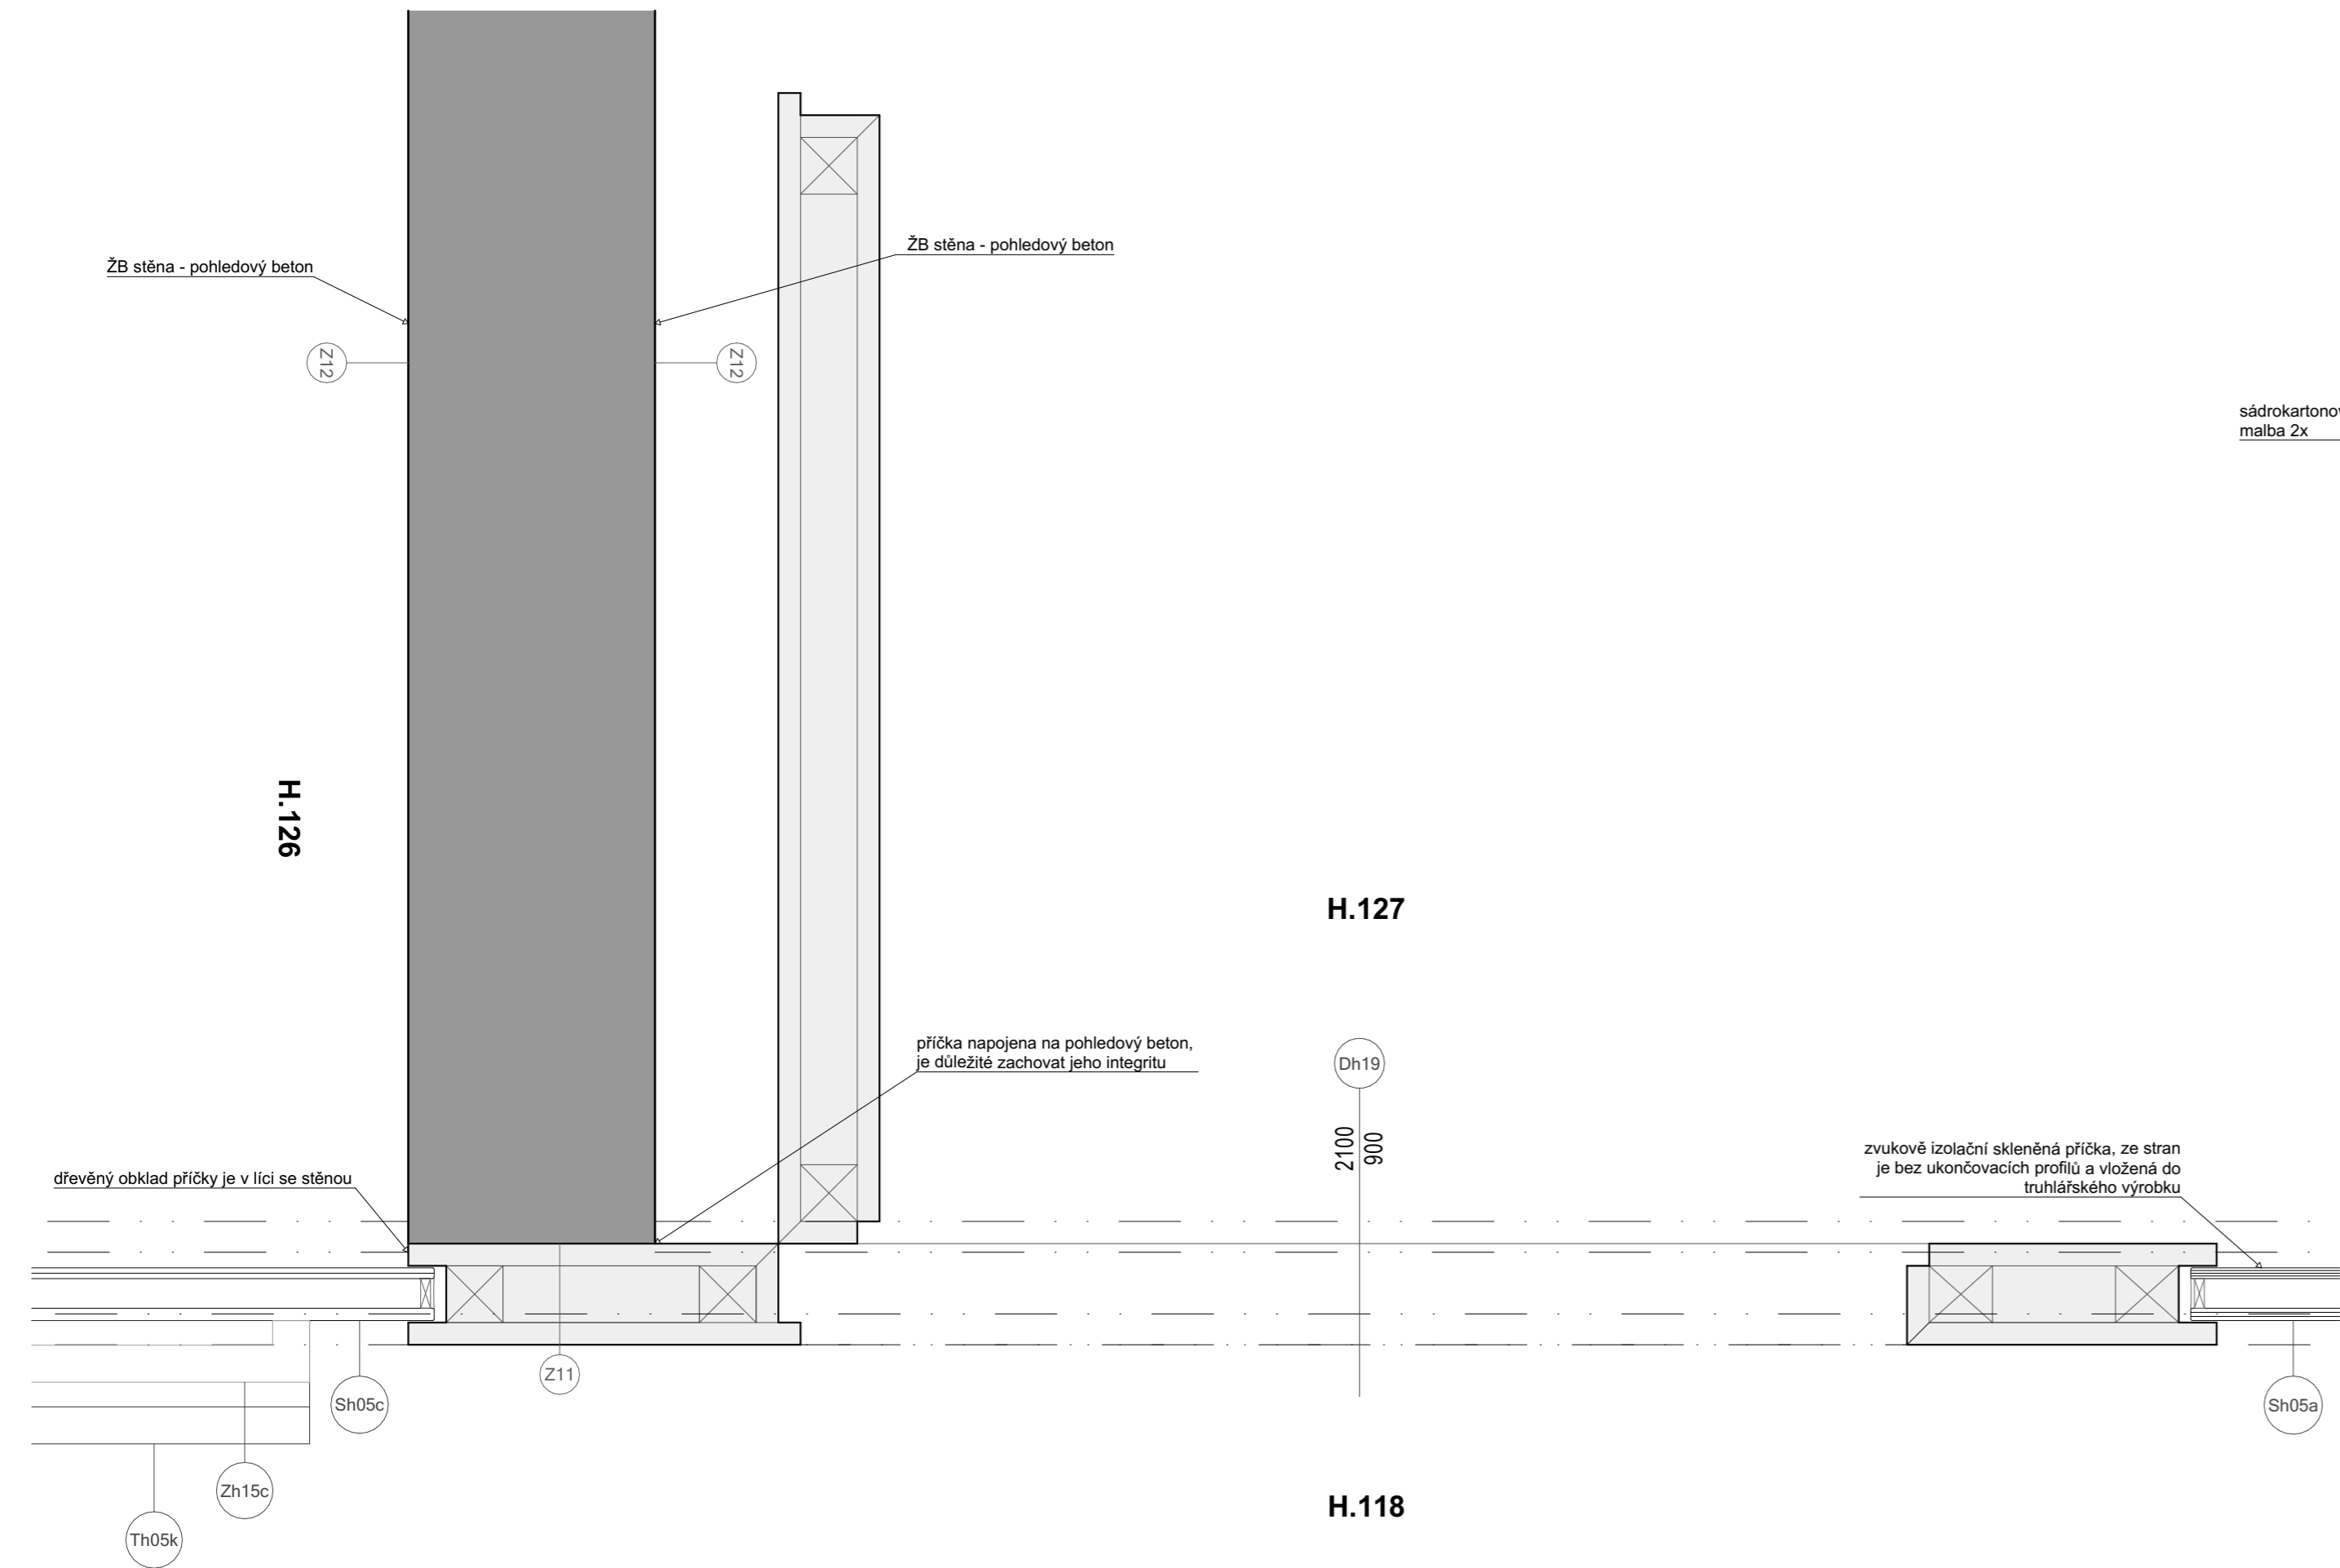 ŽB stěna - pohledový beton
ŽB stěna - pohledový beton
Z12
Z12
sádrokartonov
malba 2x
H.126
H.127
příčka napojena na pohledový beton,
je důležité zachovat jeho integritu
Dh19
2100
900
zvukově izolační skleněná příčka, ze stran
je bez ukončovacích profilů a vložená do
truhlářského výrobku
dřevěný obklad příčky je v líci se stěnou
Z11
Sh05c
Sh05a
Zh15c
Th05k
H.118